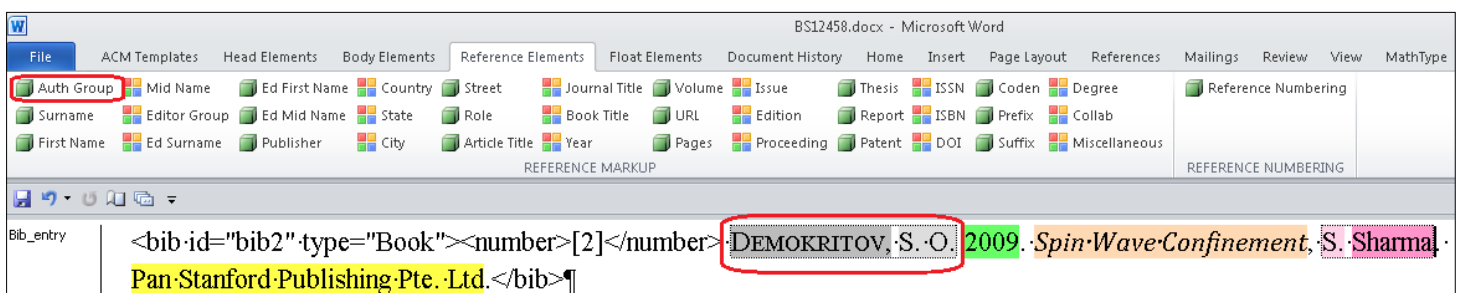 W BS12458.docx - Microsoft Word
File ACM Templates Head Elements Body Elements Reference Elements Float Elements Document History Home Insert Page Layout References Mailings Review View MathType
Auth Group Mid Name Ed First Name Country Street Journal Title Volume Issue Thesis ISSN Coden Degree Reference Numbering
Surname Editor Group Ed Mid Name State Role Book Title URL Edition Report ISBN Prefix Collab
First Name Ed Surname Publisher City Article Title Year Pages Proceeding Patent DOI Suffix Miscellaneous
REFERENCE MARKUP REFERENCE NUMBERING
Bib_entry <bib·id="bib2"·type="Book"><number>[2]</number>·DEMOKRITOV,·S.·O.·2009.·Spin·Wave·Confinement,·S.·Sharma.·
Pan·Stanford·Publishing·Pte.·Ltd.</bib>¶